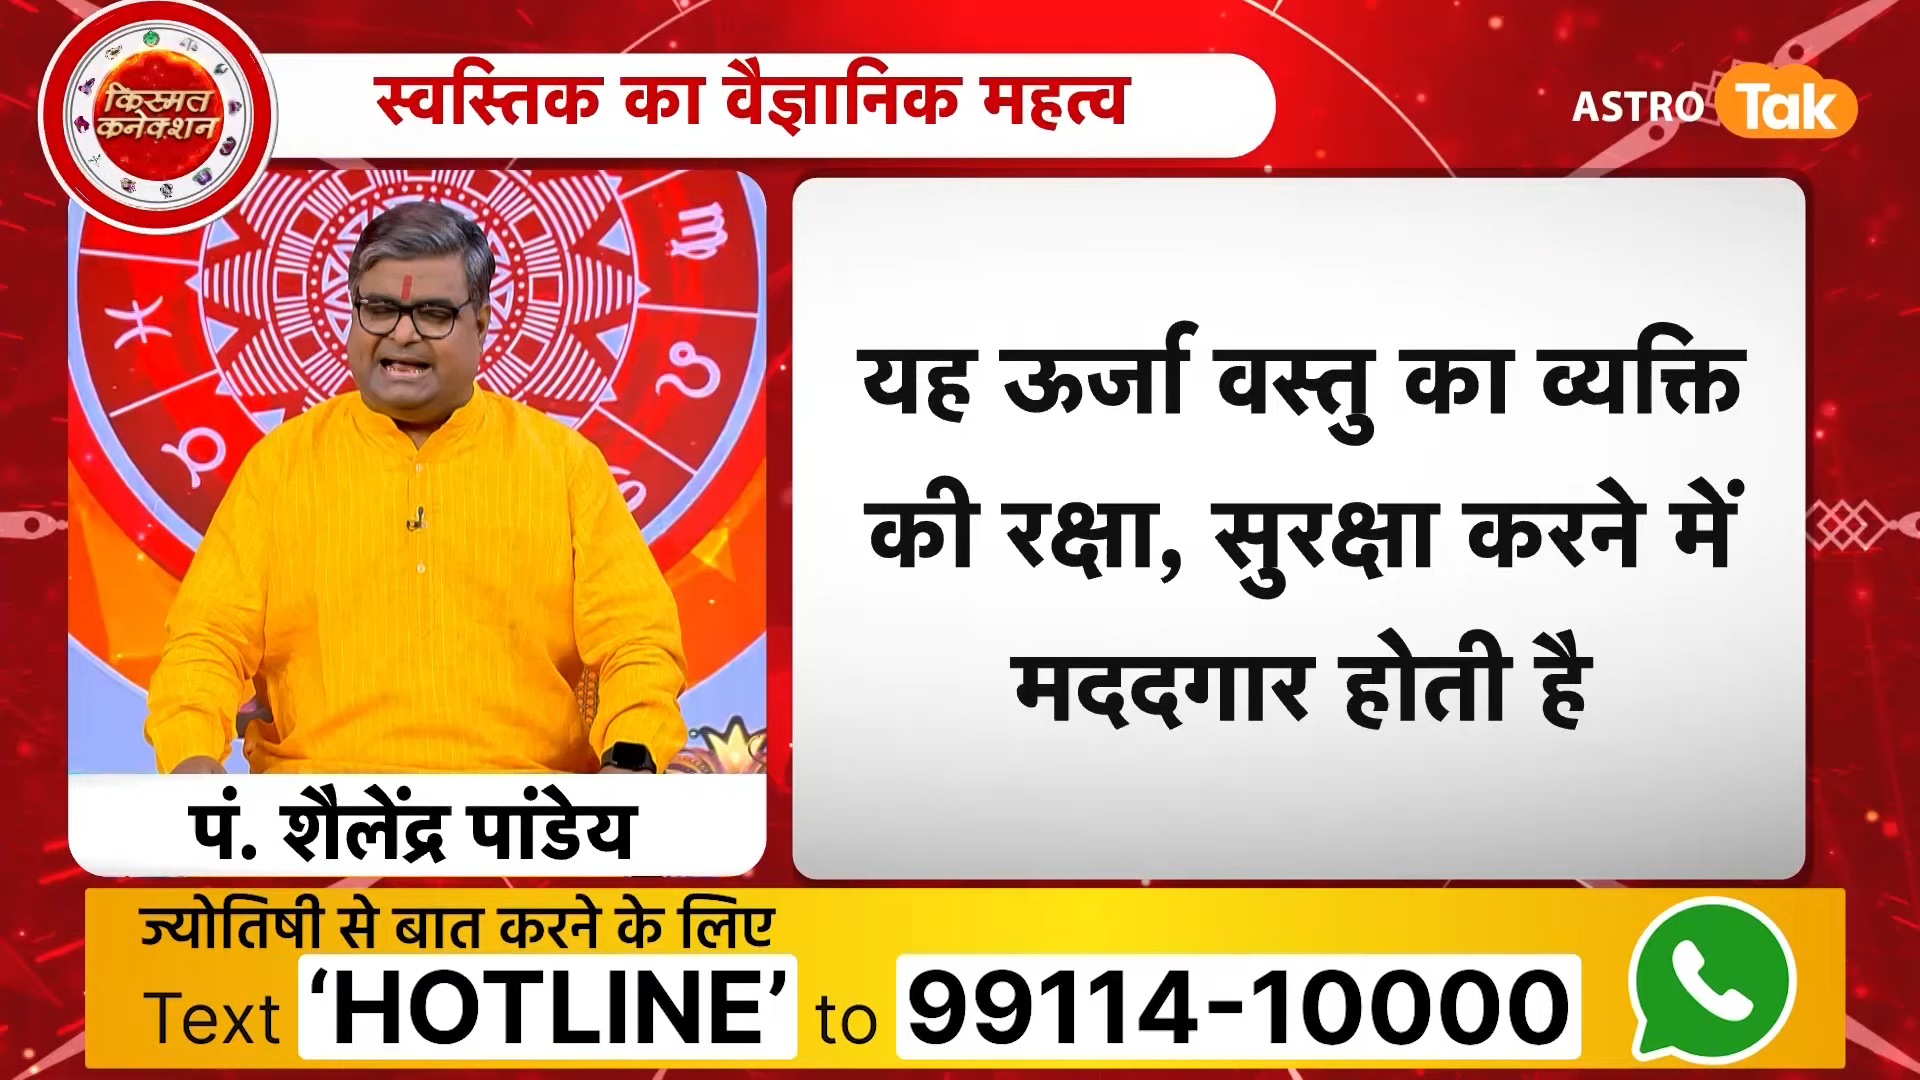 किस्मत
कनेक्शन
स्वस्तिक का वैज्ञानिक महत्व
ASTRO Tak
यह ऊर्जा वस्तु का व्यक्ति
की रक्षा, सुरक्षा करने में
मददगार होती है
पं. शैलेंद्र पांडेय
ज्योतिषी से बात करने के लिए
Text ‘HOTLINE’ to 99114-10000